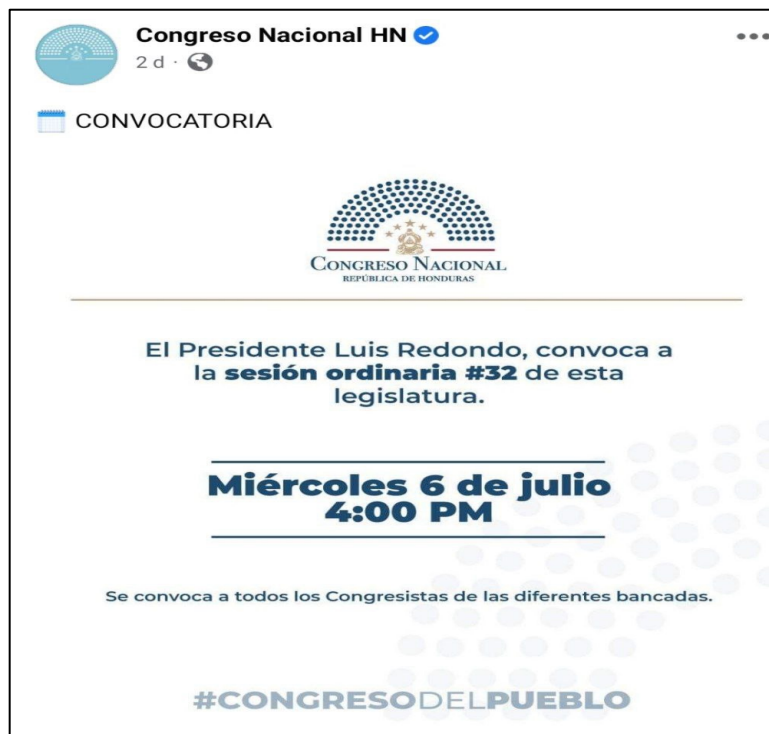 Congreso Nacional HN
2 d ·
CONVOCATORIA
CONGRESO NACIONAL
REPÚBLICA DE HONDURAS
El Presidente Luis Redondo, convoca a
la sesión ordinaria #32 de esta
legislatura.
Miércoles 6 de julio
4:00 PM
Se convoca a todos los Congresistas de las diferentes bancadas.
#CONGRESODELPUEBLO